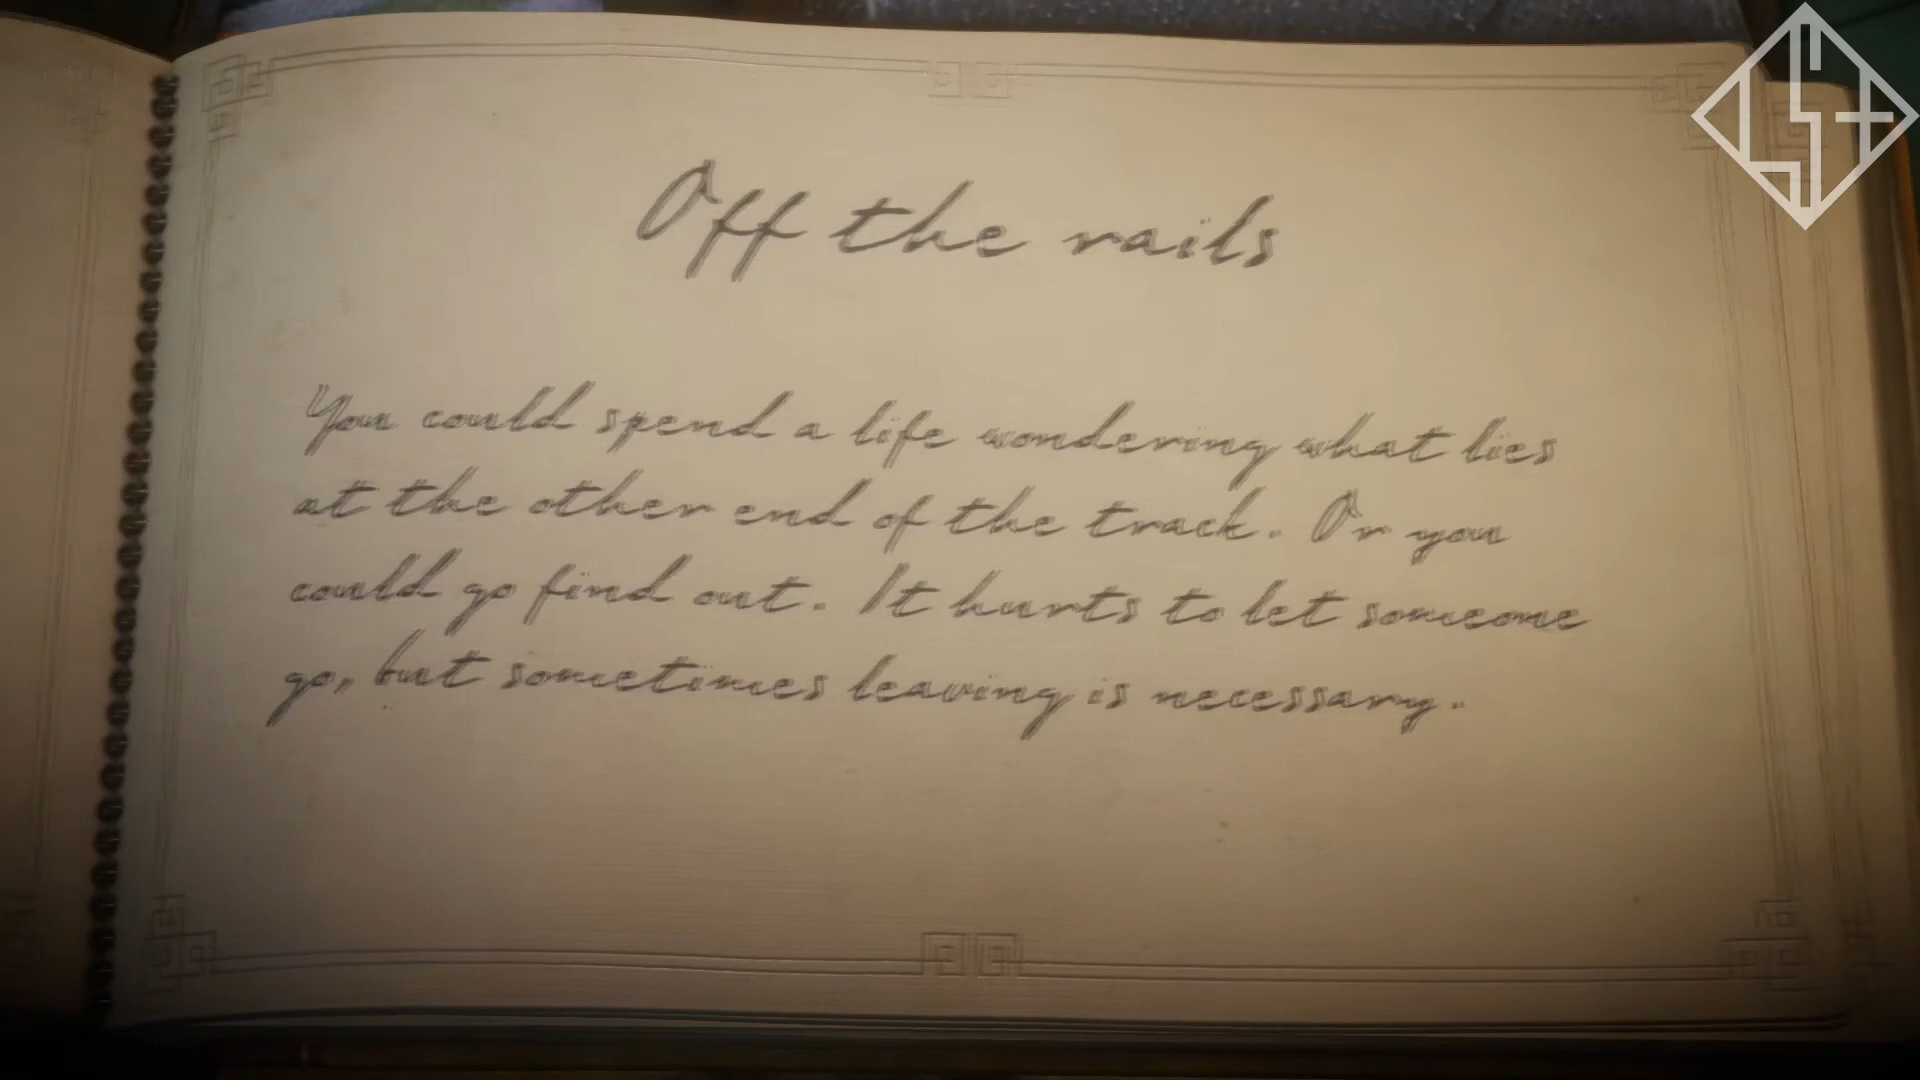 Off the rails
You could spend a life wondering what lies
at the other end of the track. Or you
could go find out. It hurts to let someone
go, but sometimes leaving is necessary.